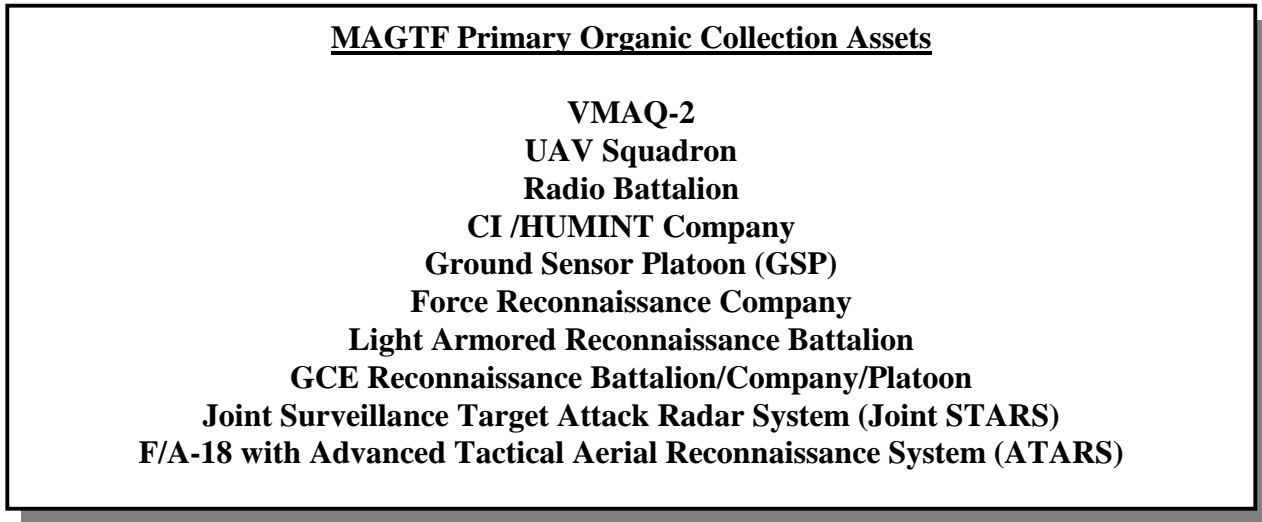 MAGTF Primary Organic Collection Assets
VMAQ-2
UAV Squadron
Radio Battalion
CI /HUMINT Company
Ground Sensor Platoon (GSP)
Force Reconnaissance Company
Light Armored Reconnaissance Battalion
GCE Reconnaissance Battalion/Company/Platoon
Joint Surveillance Target Attack Radar System (Joint STARS)
F/A-18 with Advanced Tactical Aerial Reconnaissance System (ATARS)